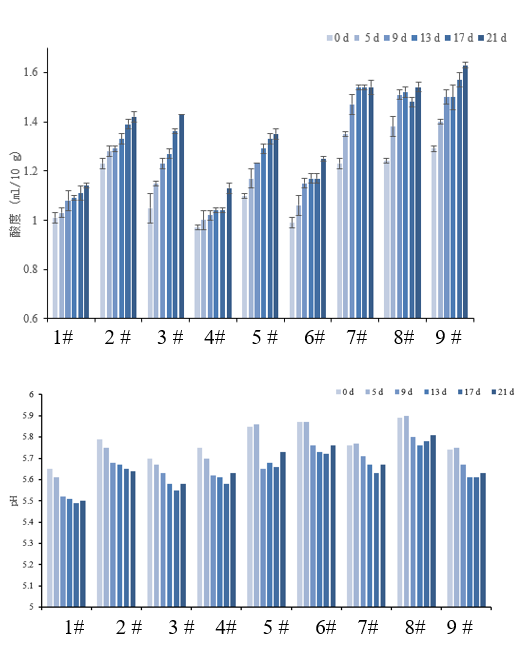 0 d 5 d 9 d 13 d 17 d 21 d
1.6
1.4
1.2
1
0.8
0.6
酸度 (ml/10 g)
1# 2 # 3 # 4# 5 # 6# 7# 8# 9 #
0 d 5 d 9 d 13 d 17 d 21 d
6
5.9
5.8
5.7
5.6
5.5
5.4
5.3
5.2
5.1
5
pH
1# 2 # 3 # 4# 5 # 6# 7# 8# 9 #